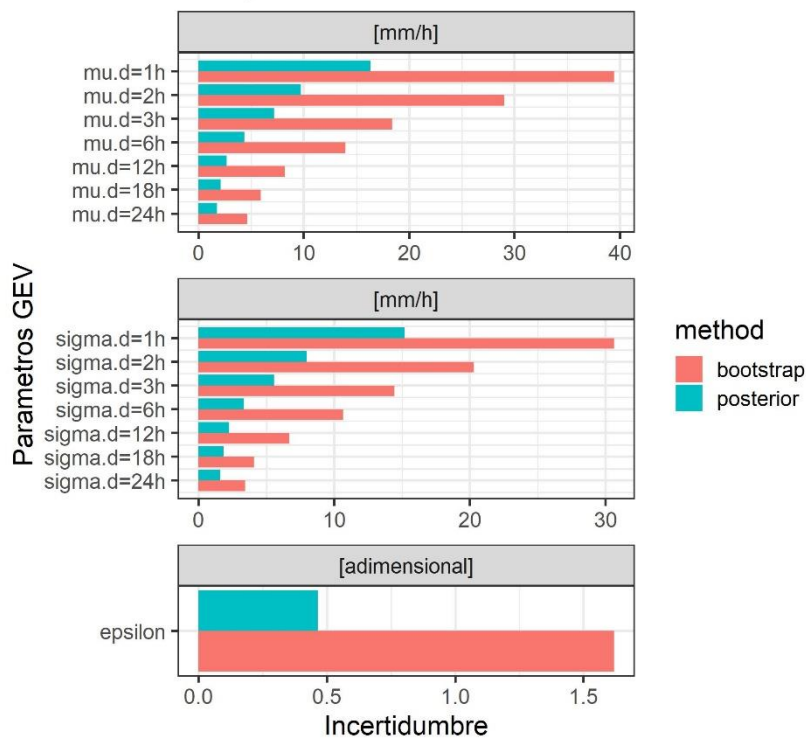 [mm/h]
mu.d=1h
mu.d=2h
mu.d=3h
mu.d=6h
mu.d=12h
mu.d=18h
mu.d=24h
0 10 20 30 40
[mm/h]
Parametros GEV
sigma.d=1h
sigma.d=2h
sigma.d=3h
sigma.d=6h
sigma.d=12h
sigma.d=18h
sigma.d=24h
0 10 20 30
method
bootstrap
posterior
[adimensional]
epsilon
0.0 0.5 1.0 1.5
Incertidumbre